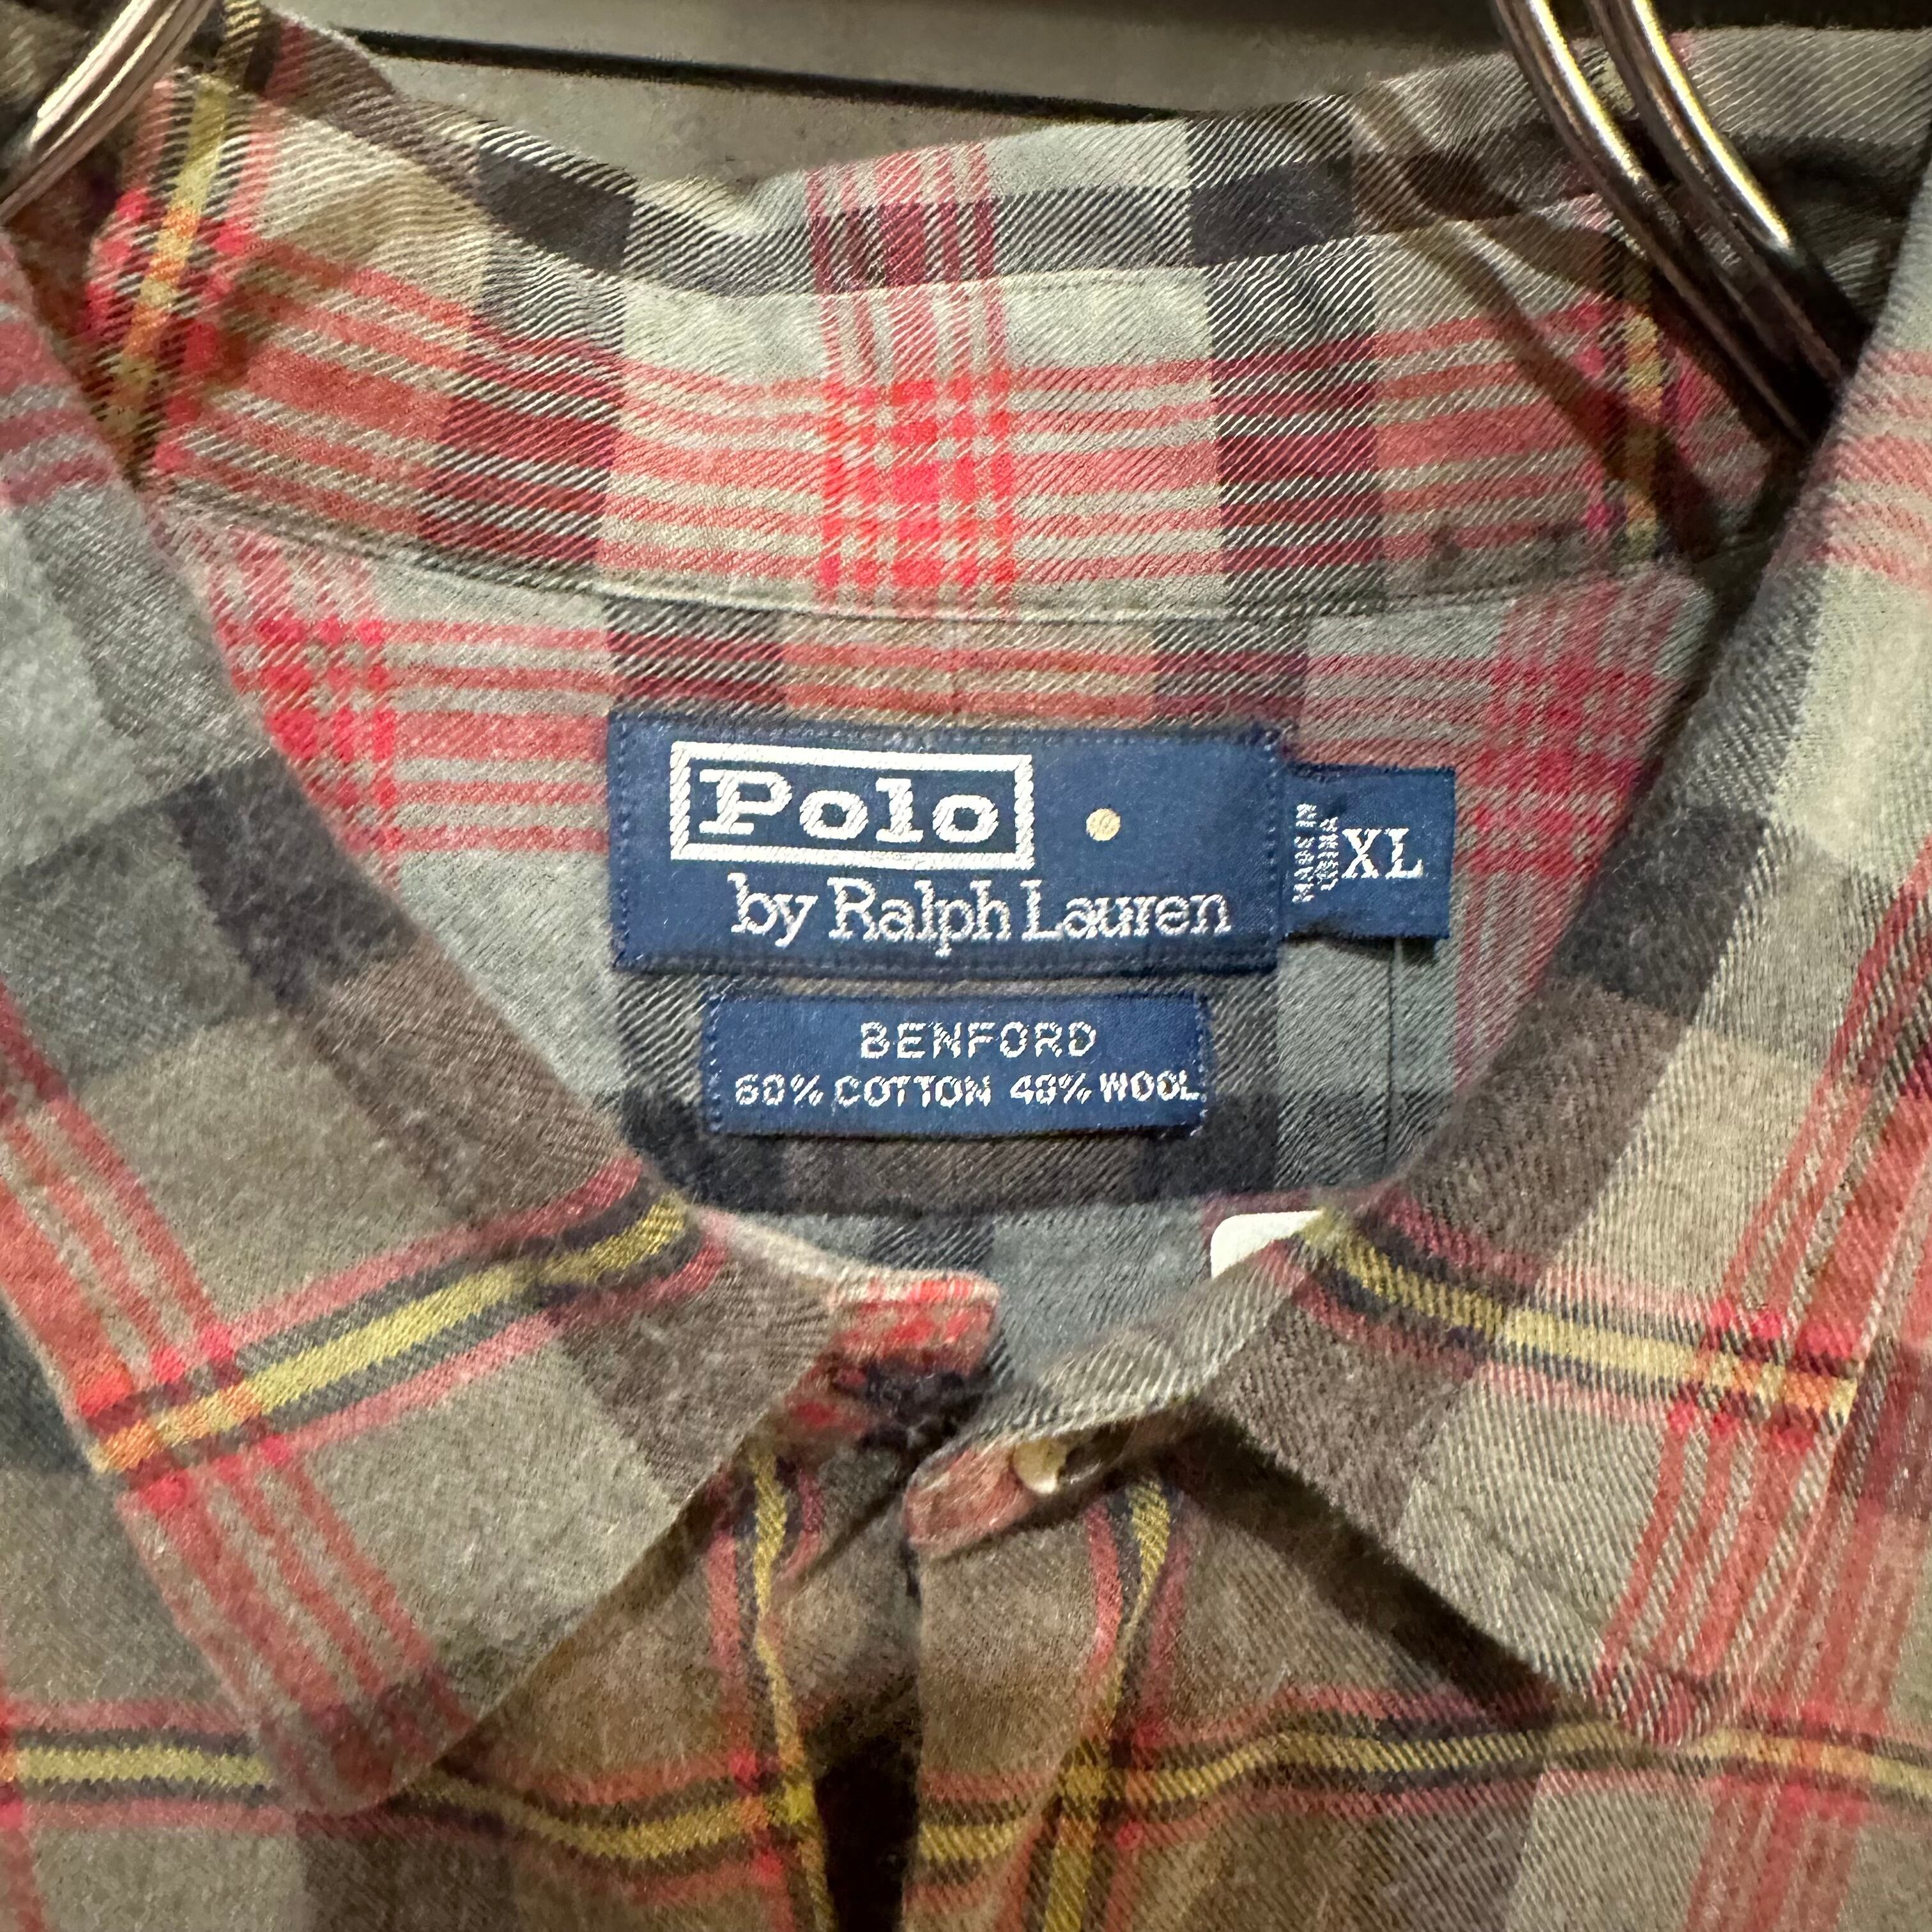 Polo
by Ralph Lauren
MADE IN
CHINA
XL
BENFORD
60% COTTON 40% WOOL